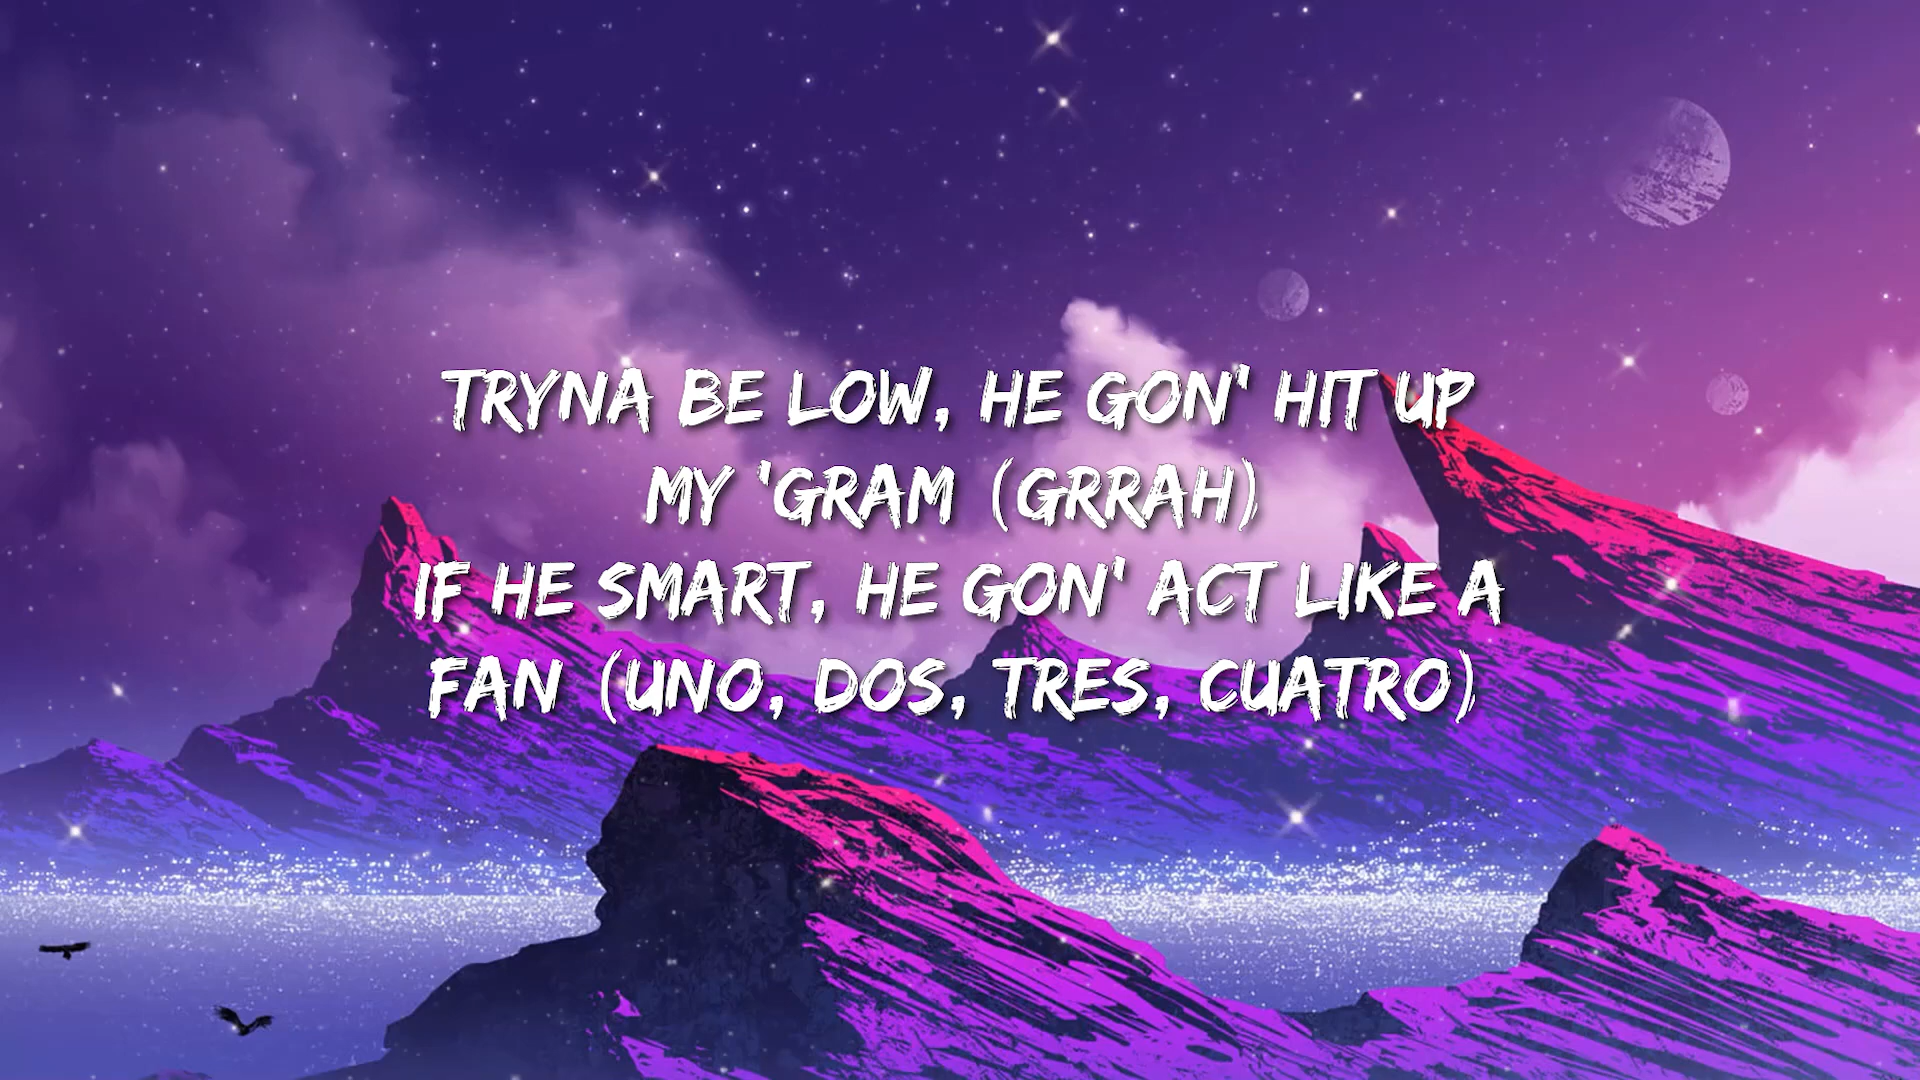 TRYNA BE LOW, HE GON' HIT UP
MY 'GRAM (GRRAH)
IF HE SMART, HE GON' ACT LIKE A
FAN (UNO, DOS, TRES, CUATRO)